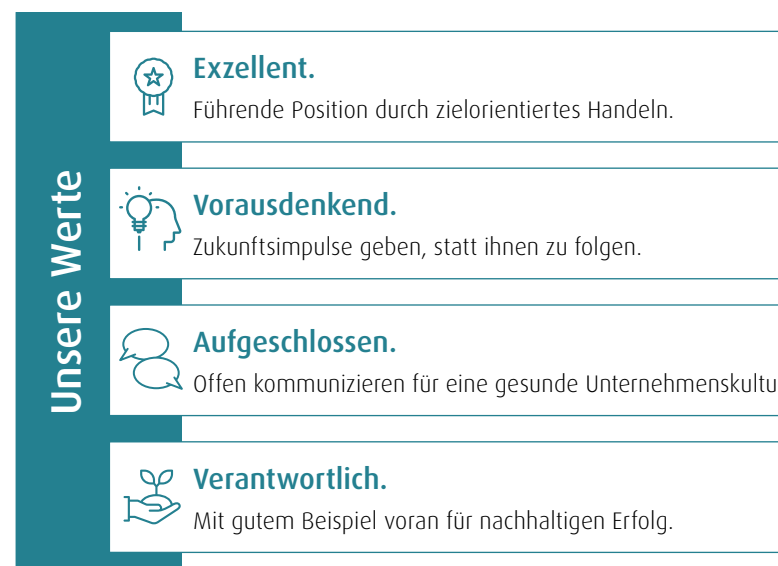 Unsere Werte
Exzellent.
Führende Position durch zielorientiertes Handeln.
Vorausdenkend.
Zukunftsimpulse geben, statt ihnen zu folgen.
Aufgeschlossen.
Offen kommunizieren für eine gesunde Unternehmenskultu
Verantwortlich.
Mit gutem Beispiel voran für nachhaltigen Erfolg.